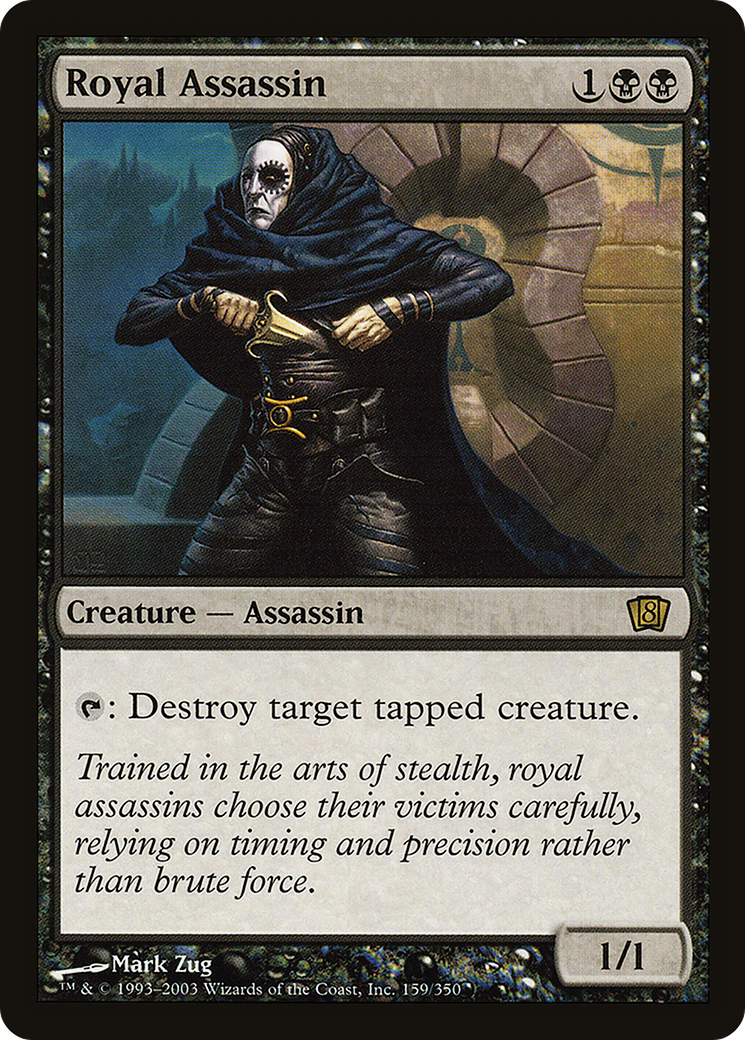 Royal Assassin 1
Creature — Assassin 8
: Destroy target tapped creature.
Trained in the arts of stealth, royal
assassins choose their victims carefully,
relying on timing and precision rather
than brute force.
1/1
Mark Zug
™ & © 1993–2003 Wizards of the Coast, Inc. 159/350